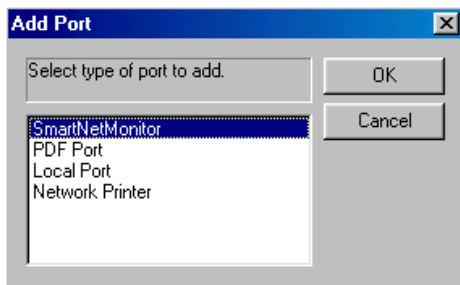 Add Port
Select type of port to add.
OK
Cancel
SmartNetMonitor
PDF Port
Local Port
Network Printer